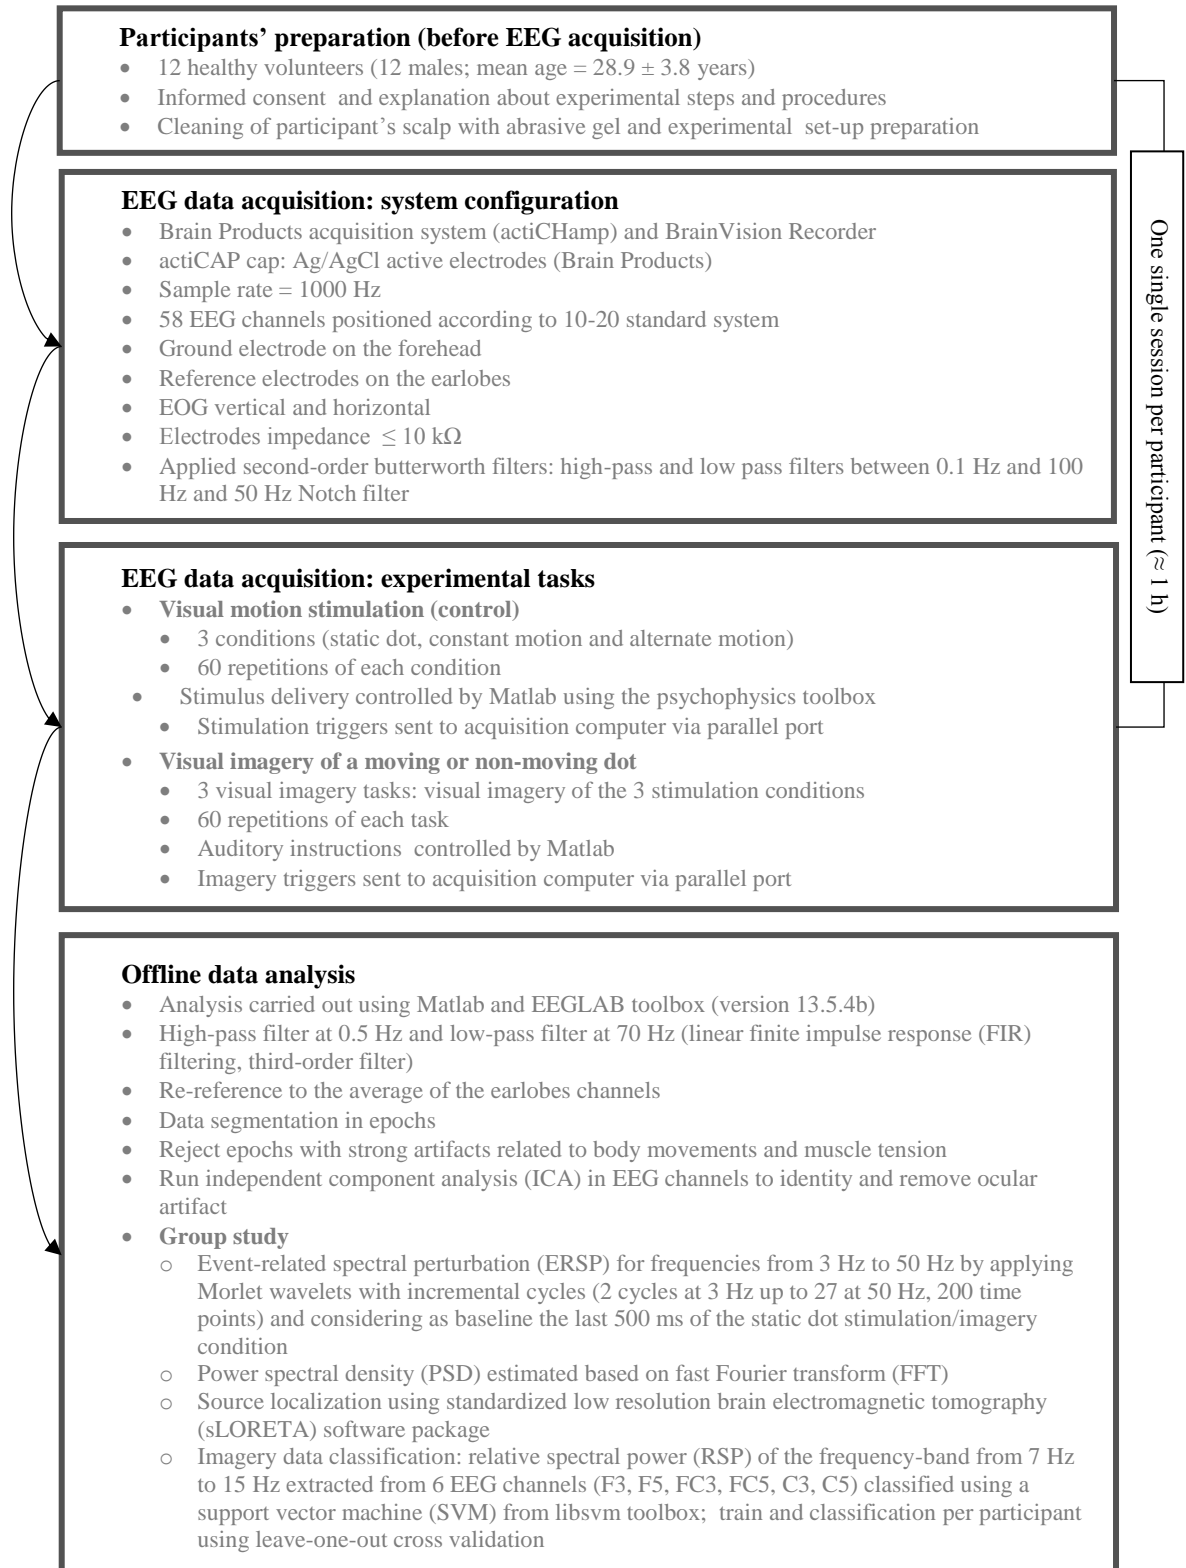 Participants’ preparation (before EEG acquisition)
• 12 healthy volunteers (12 males; mean age = 28.9 ± 3.8 years)
• Informed consent and explanation about experimental steps and procedures
• Cleaning of participant’s scalp with abrasive gel and experimental set-up preparation
EEG data acquisition: system configuration
• Brain Products acquisition system (actiCHamp) and BrainVision Recorder
• actiCAP cap: Ag/AgCl active electrodes (Brain Products)
• Sample rate = 1000 Hz
• 58 EEG channels positioned according to 10-20 standard system
• Ground electrode on the forehead
• Reference electrodes on the earlobes
• EOG vertical and horizontal
• Electrodes impedance ≤ 10 kΩ
• Applied second-order butterworth filters: high-pass and low pass filters between 0.1 Hz and 100
Hz and 50 Hz Notch filter
One single session per participant (≈ 1 h)
EEG data acquisition: experimental tasks
• Visual motion stimulation (control)
• 3 conditions (static dot, constant motion and alternate motion)
• 60 repetitions of each condition
• Stimulus delivery controlled by Matlab using the psychophysics toolbox
• Stimulation triggers sent to acquisition computer via parallel port
• Visual imagery of a moving or non-moving dot
• 3 visual imagery tasks: visual imagery of the 3 stimulation conditions
• 60 repetitions of each task
• Auditory instructions controlled by Matlab
• Imagery triggers sent to acquisition computer via parallel port
Offline data analysis
• Analysis carried out using Matlab and EEGLAB toolbox (version 13.5.4b)
• High-pass filter at 0.5 Hz and low-pass filter at 70 Hz (linear finite impulse response (FIR)
filtering, third-order filter)
• Re-reference to the average of the earlobes channels
• Data segmentation in epochs
• Reject epochs with strong artifacts related to body movements and muscle tension
• Run independent component analysis (ICA) in EEG channels to identity and remove ocular
artifact
• Group study
o Event-related spectral perturbation (ERSP) for frequencies from 3 Hz to 50 Hz by applying
Morlet wavelets with incremental cycles (2 cycles at 3 Hz up to 27 at 50 Hz, 200 time
points) and considering as baseline the last 500 ms of the static dot stimulation/imagery
condition
o Power spectral density (PSD) estimated based on fast Fourier transform (FFT)
o Source localization using standardized low resolution brain electromagnetic tomography
(sLORETA) software package
o Imagery data classification: relative spectral power (RSP) of the frequency-band from 7 Hz
to 15 Hz extracted from 6 EEG channels (F3, F5, FC3, FC5, C3, C5) classified using a
support vector machine (SVM) from libsvm toolbox; train and classification per participant
using leave-one-out cross validation